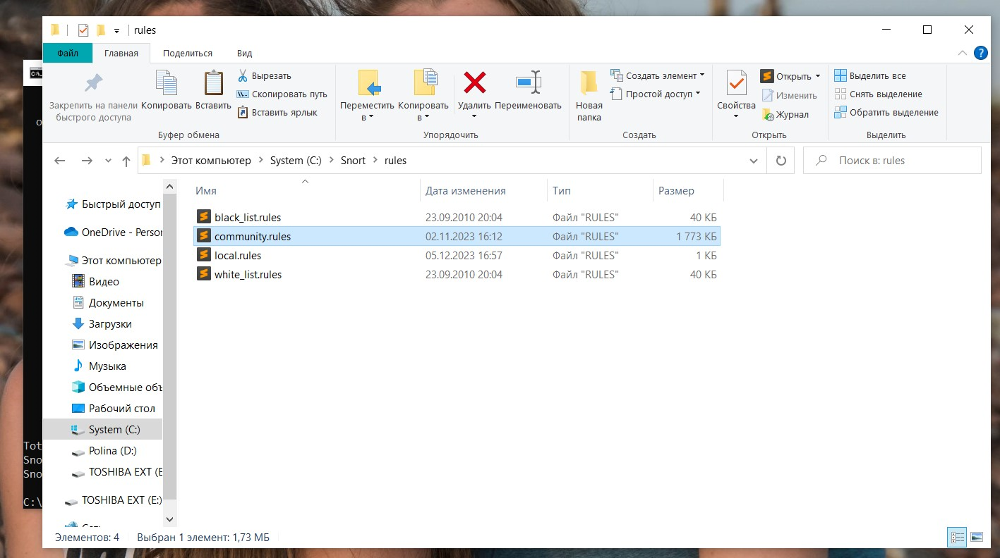 rules
Файл Главная Поделиться Вид
Закрепить на панели быстрого доступа
Копировать
Вставить
Вырезать
Скопировать путь
Вставить ярлык
Буфер обмена
Переместить в
Копировать в
Удалить
Переименовать
Упорядочить
Новая папка
Создать элемент
Простой доступ
Создать
Свойства
Открыть
Изменить
Журнал
Открыть
Выделить все
Снять выделение
Обратить выделение
Выделить
Этот компьютер > System (C:) > Snort > rules
Поиск в: rules
Быстрый доступ
OneDrive - Person
Этот компьютер
Видео
Документы
Загрузки
Изображения
Музыка
Объемные объ
Рабочий стол
System (C:)
Polina (D:)
TOSHIBA EXT (E
TOSHIBA EXT (E:)
Имя Дата изменения Тип Размер
black_list.rules 23.09.2010 20:04 Файл "RULES" 40 КБ
community.rules 02.11.2023 16:12 Файл "RULES" 1 773 КБ
local.rules 05.12.2023 16:57 Файл "RULES" 1 КБ
white_list.rules 23.09.2010 20:04 Файл "RULES" 40 КБ
Элементов: 4 Выбран 1 элемент: 1,73 МБ
Tot
Sno
Sno
C:\